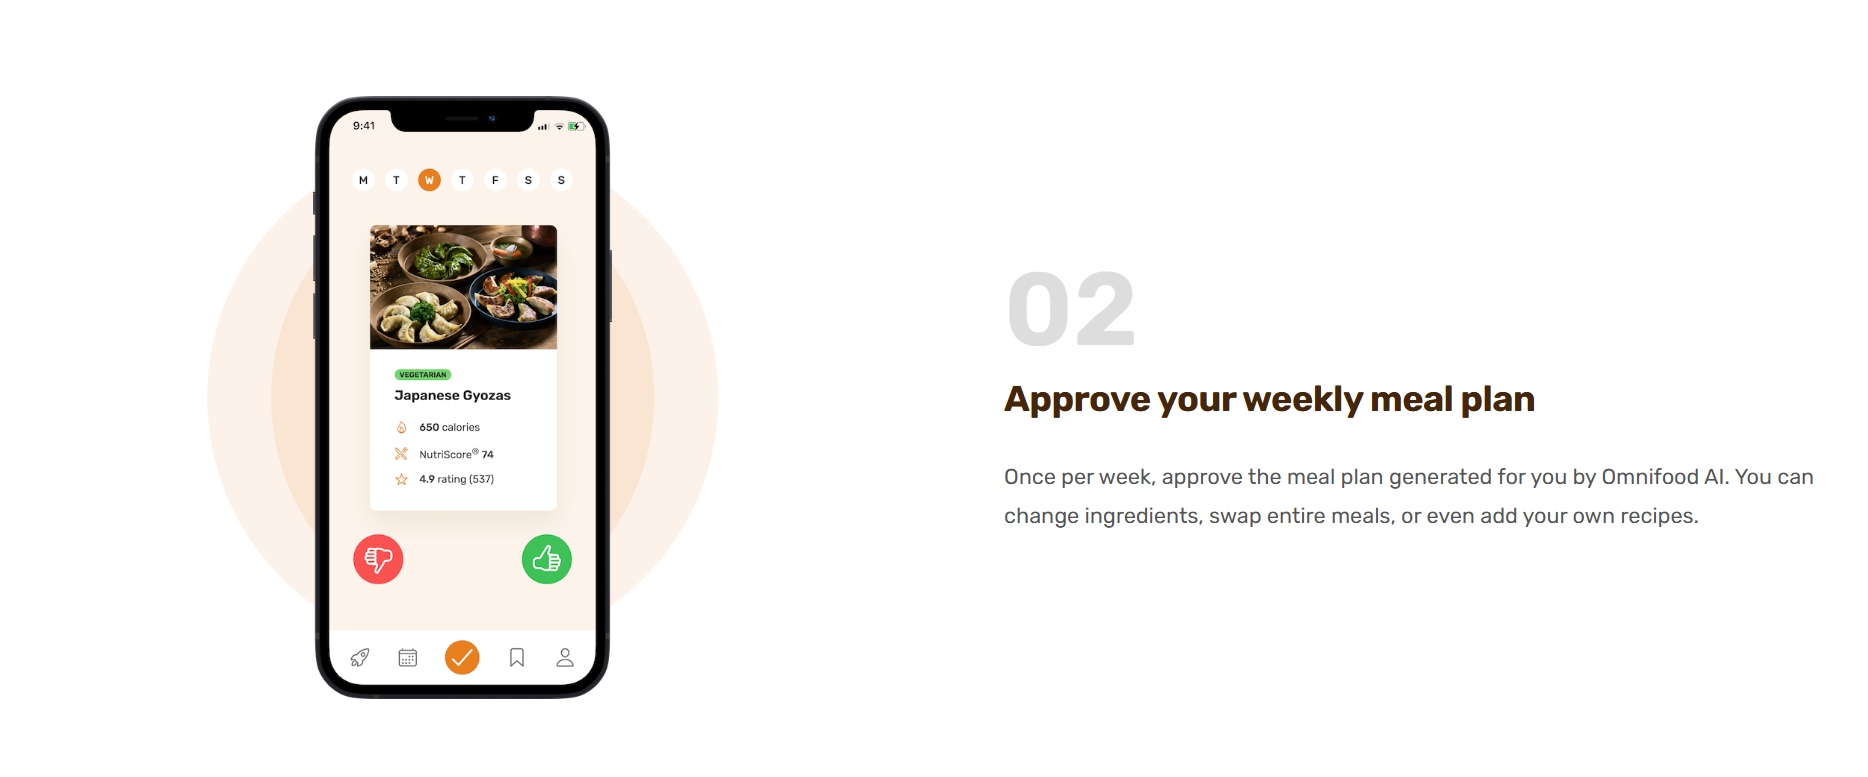 9:41
M T W T F S S
VEGETARIAN
Japanese Gyozas
650 calories
NutriScore® 74
4.9 rating (537)
02
Approve your weekly meal plan
Once per week, approve the meal plan generated for you by Omnifood AI. You can
change ingredients, swap entire meals, or even add your own recipes.